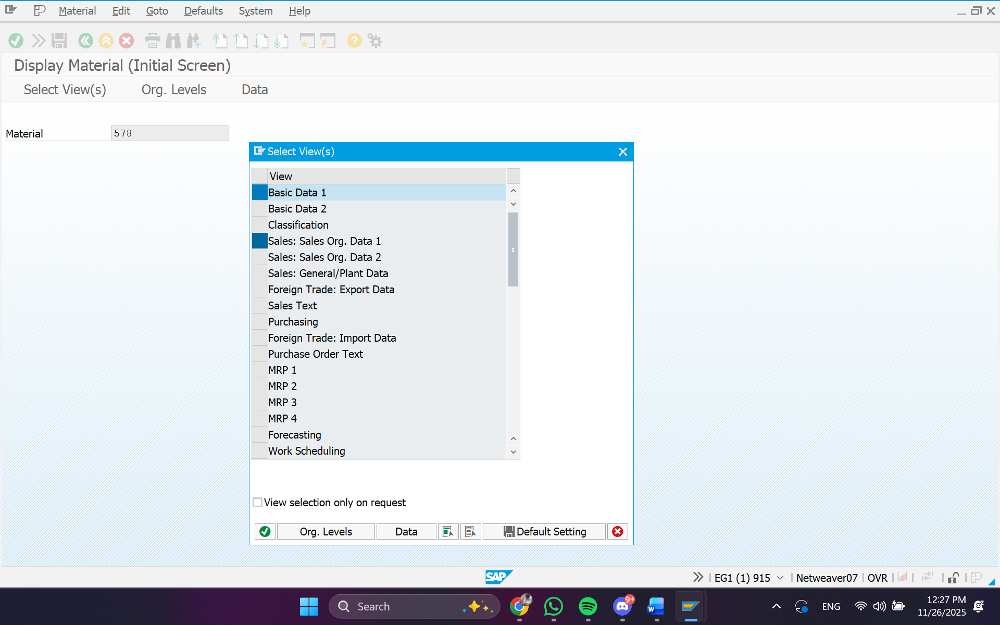 Material Edit Goto Defaults System Help
Display Material (Initial Screen)
Select View(s) Org. Levels Data
Material 578
Select View(s)
View
Basic Data 1
Basic Data 2
Classification
Sales: Sales Org. Data 1
Sales: Sales Org. Data 2
Sales: General/Plant Data
Foreign Trade: Export Data
Sales Text
Purchasing
Foreign Trade: Import Data
Purchase Order Text
MRP 1
MRP 2
MRP 3
MRP 4
Forecasting
Work Scheduling
View selection only on request
Org. Levels Data Default Setting
SAP EG1 (1) 915 Netweaver07 OVR
Search 9+ W ENG 12:27 PM
11/26/2025